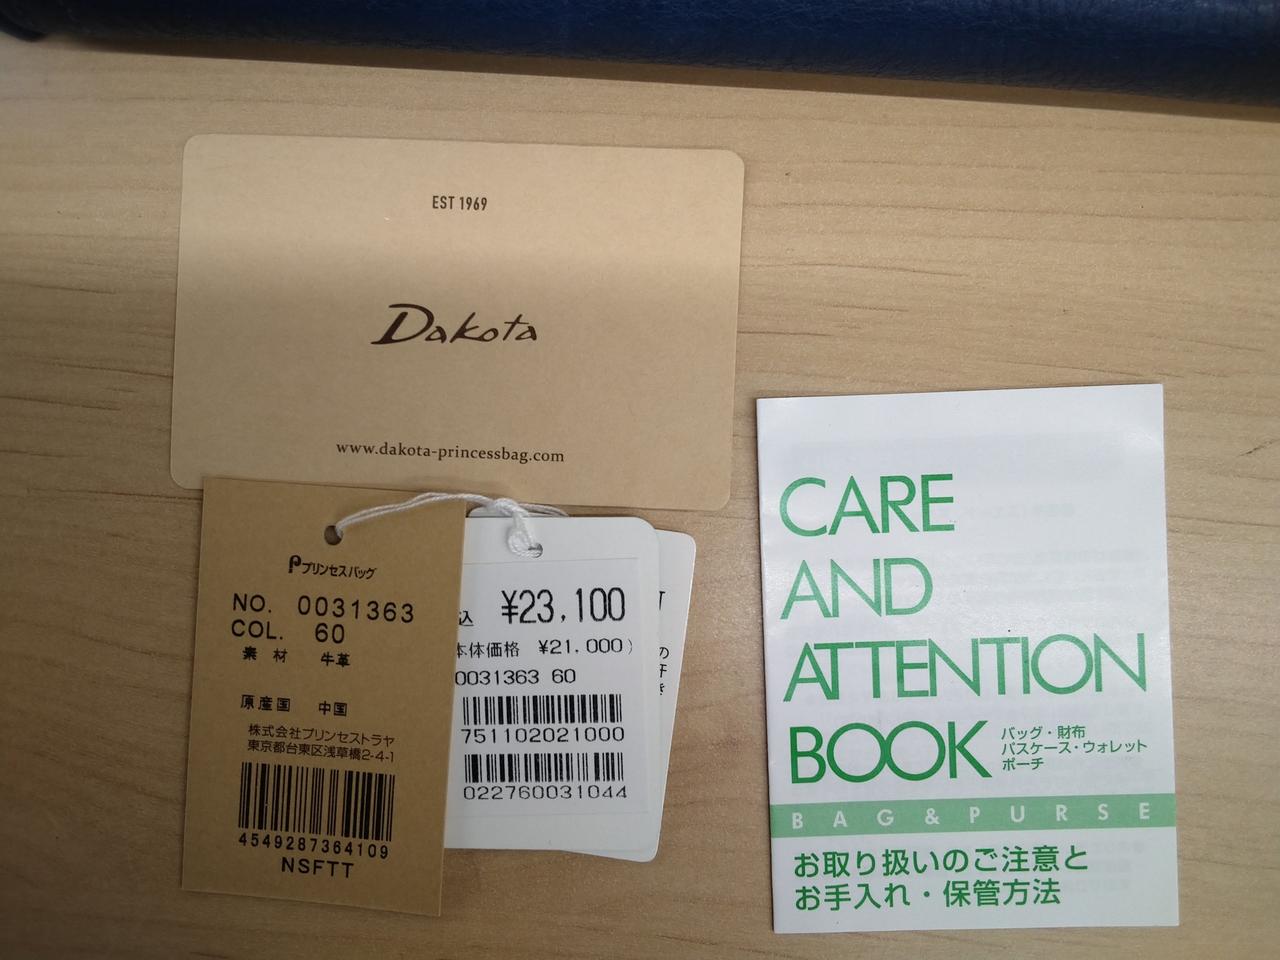 EST 1969
Dakota
www.dakota-princessbag.com
プリンセスバッグ
NO. 0031363
COL. 60
素材 牛革
原産国 中国
株式会社プリンセストラヤ
東京都台東区浅草橋2-4-1
4549287364109
NSFTT
込 ¥23,100
本体価格 ¥21,000)
0031363 60
751102021000
022760031044
の
CARE
AND
ATTENTION
BOOK
バッグ・財布
パスケース・ウォレット
ポーチ
BAG & PURSE
お取り扱いのご注意と
お手入れ・保管方法